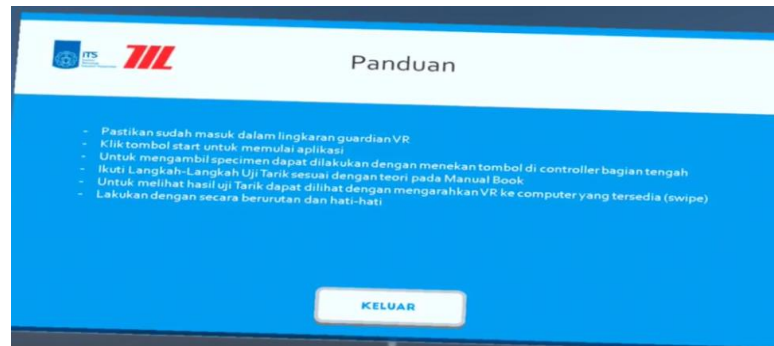 ITS
Panduan
- Pastikan sudah masuk dalam lingkaran guardian VR
- Klik tombol start untuk memulai aplikasi
- Untuk mengambil specimen dapat dilakukan dengan menekan tombol di controller bagian tengah
- Ikuti Langkah-Langkah Uji Tarik sesuai dengan teori pada Manual Book
- Untuk melihat hasil uji Tarik dapat dilihat dengan mengarahkan VR ke computer yang tersedia (swipe)
- Lakukan dengan secara berurutan dan hati-hati
KELUAR